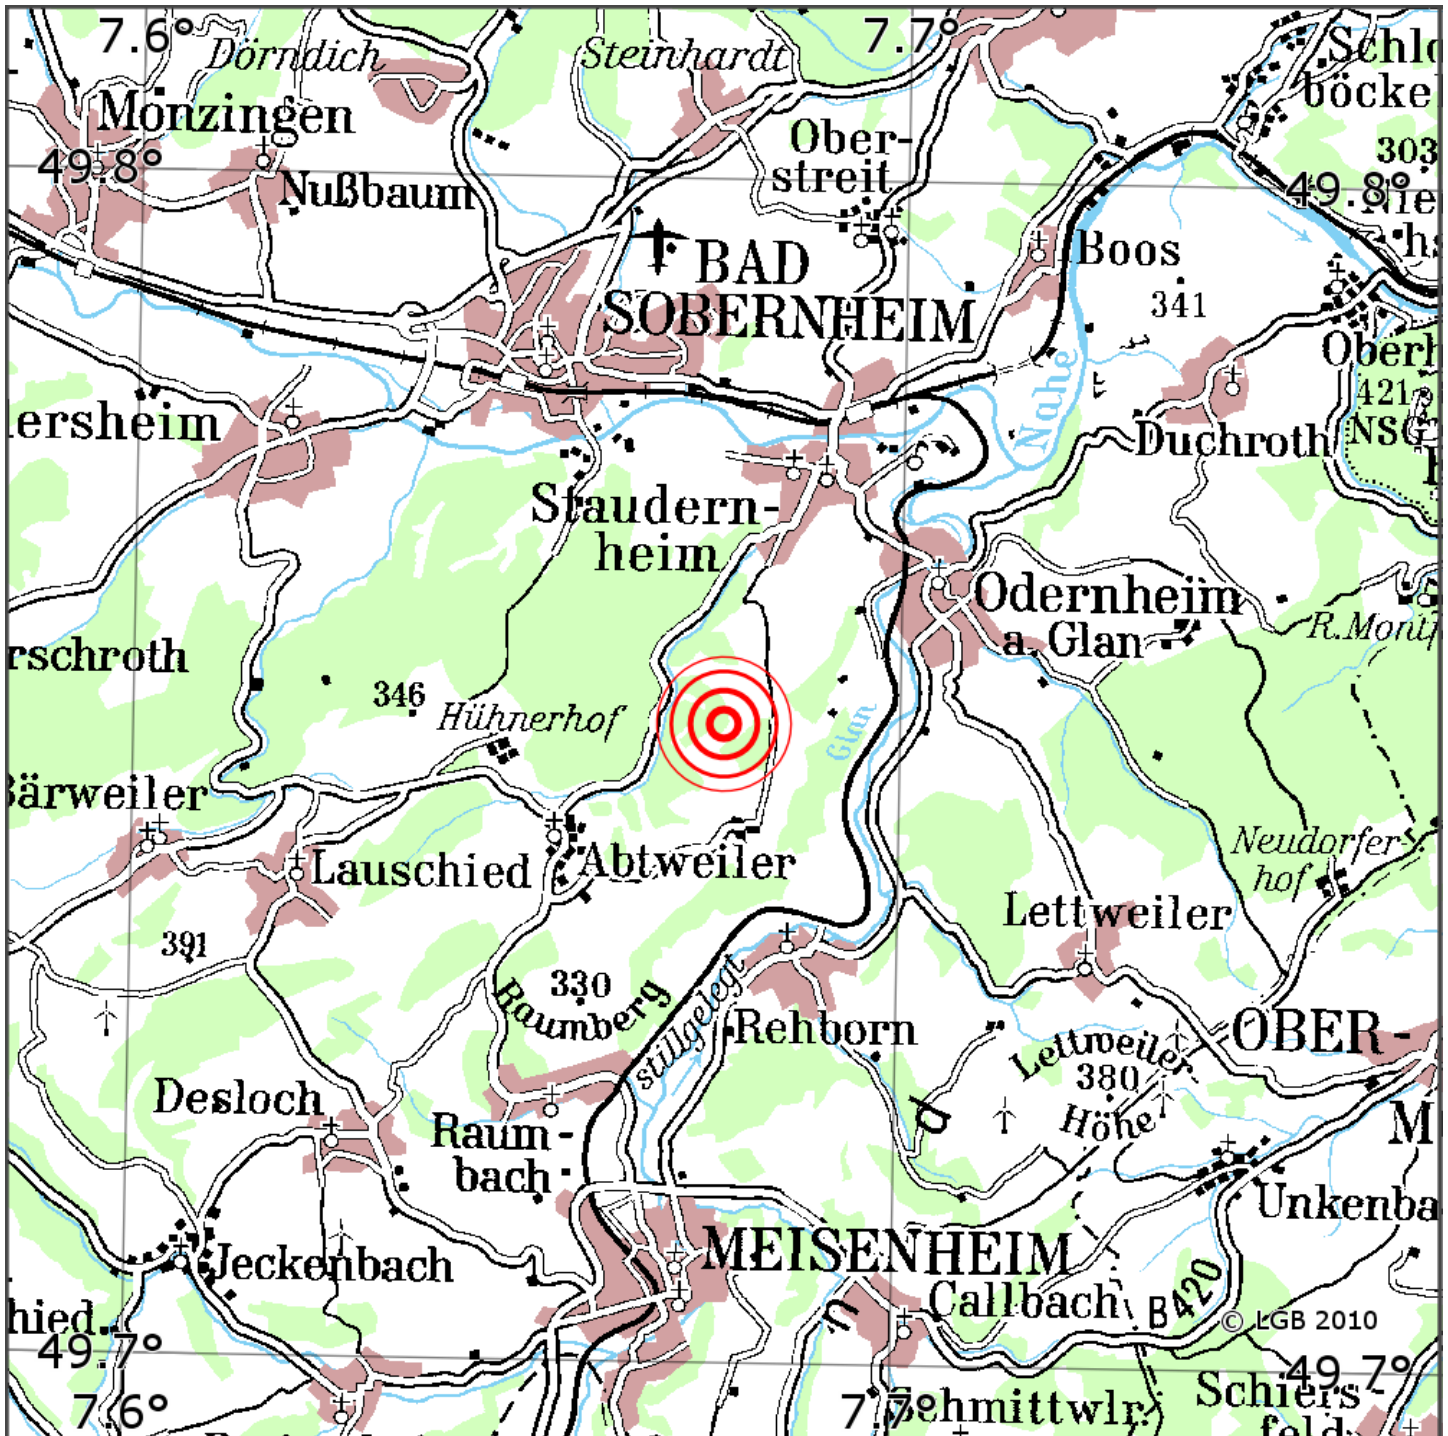 7.6°
7.7°
Dörndich
Steinhardt
Schlo
böcke
Monzingen
Ober-
streit
303
49.8°
49.8°
Nußbaum
Nie
BAD
SOBERNHEIM
Boos
341
Nahe
Oberh
421
NSG
ersheim
Duchroth
Staudern-
heim
Odernheim
a. Glan
R.Montf
rschroth
346
Hühnerhof
Glan
Bärweiler
Neudorfer-
hof
Lauschied
Abtweiler
Lettweiler
391
330
Raumberg
stillgelegt
Rehborn
OBER-
Lettweiler
380
Höhe
Desloch
d
M
Raum-
bach
Unkenba
Jeckenbach
MEISENHEIM
n
Callbach
B420
© LGB 2010
hied.
49.7°
49.7°
Schiers-
feld
7.6°
7.7°
Schmittwlr.